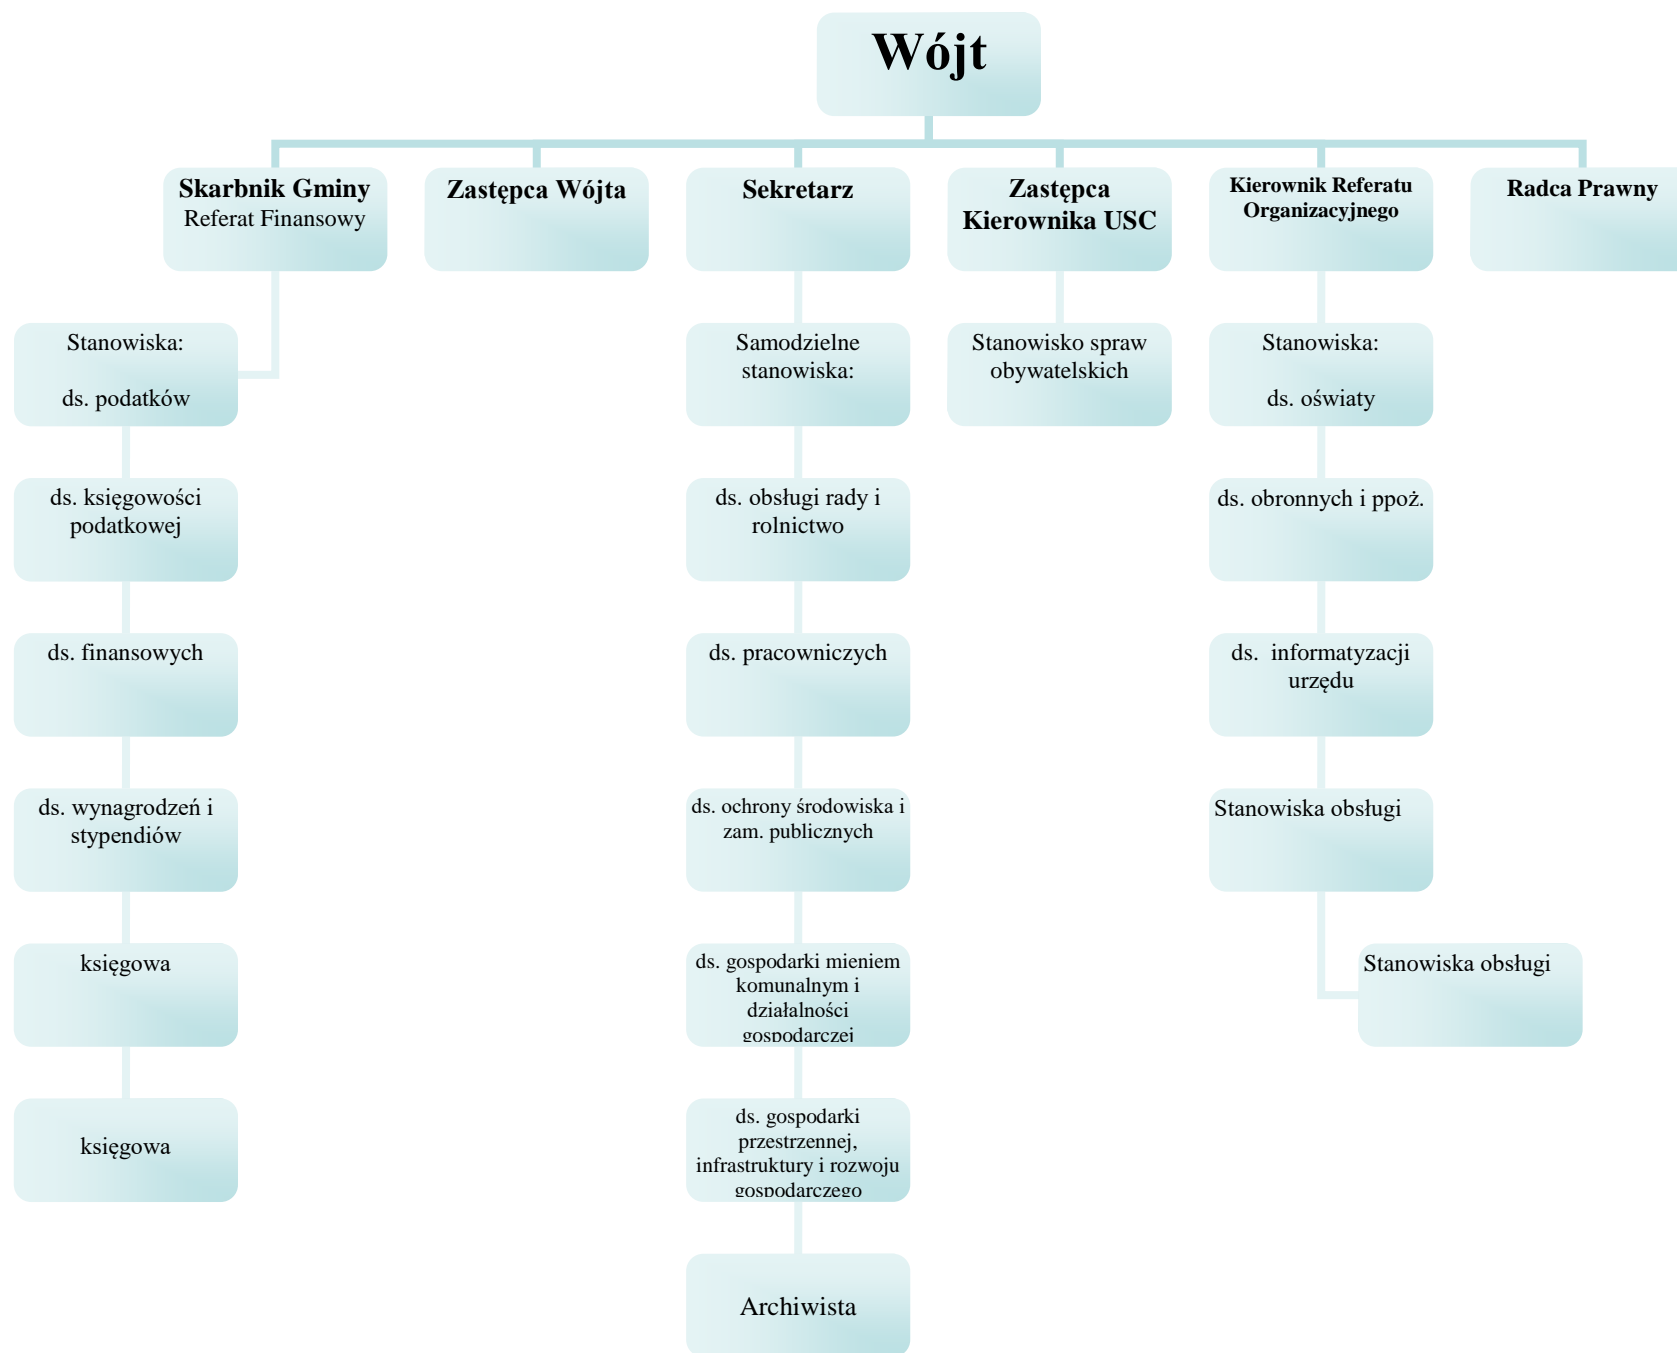 Wójt
Skarbnik Gminy
Referat Finansowy
Zastępca Wójta
Sekretarz
Zastępca
Kierownika USC
Kierownik Referatu
Organizacyjnego
Radca Prawny
Stanowiska:
ds. podatków
ds. księgowości
podatkowej
ds. finansowych
ds. wynagrodzeń i
stypendiów
księgowa
księgowa
Samodzielne
stanowiska:
ds. obsługi rady i
rolnictwo
ds. pracowniczych
ds. ochrony środowiska i
zam. publicznych
ds. gospodarki mieniem
komunalnym i
działalności
gospodarczej
ds. gospodarki
przestrzennej,
infrastruktury i rozwoju
gospodarczego
Archiwista
Stanowisko spraw
obywatelskich
Stanowiska:
ds. oświaty
ds. obronnych i ppoż.
ds.  informatyzacji
urzędu
Stanowiska obsługi
Stanowiska obsługi